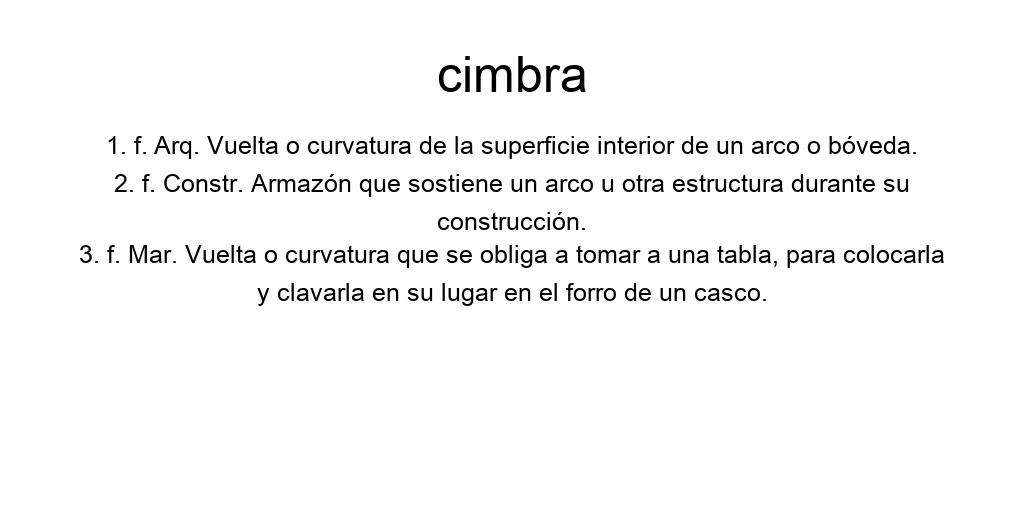 cimbra
1. f. Arq. Vuelta o curvatura de la superficie interior de un arco o bóveda.
2. f. Constr. Armazón que sostiene un arco u otra estructura durante su
construcción.
3. f. Mar. Vuelta o curvatura que se obliga a tomar a una tabla, para colocarla
y clavarla en su lugar en el forro de un casco.